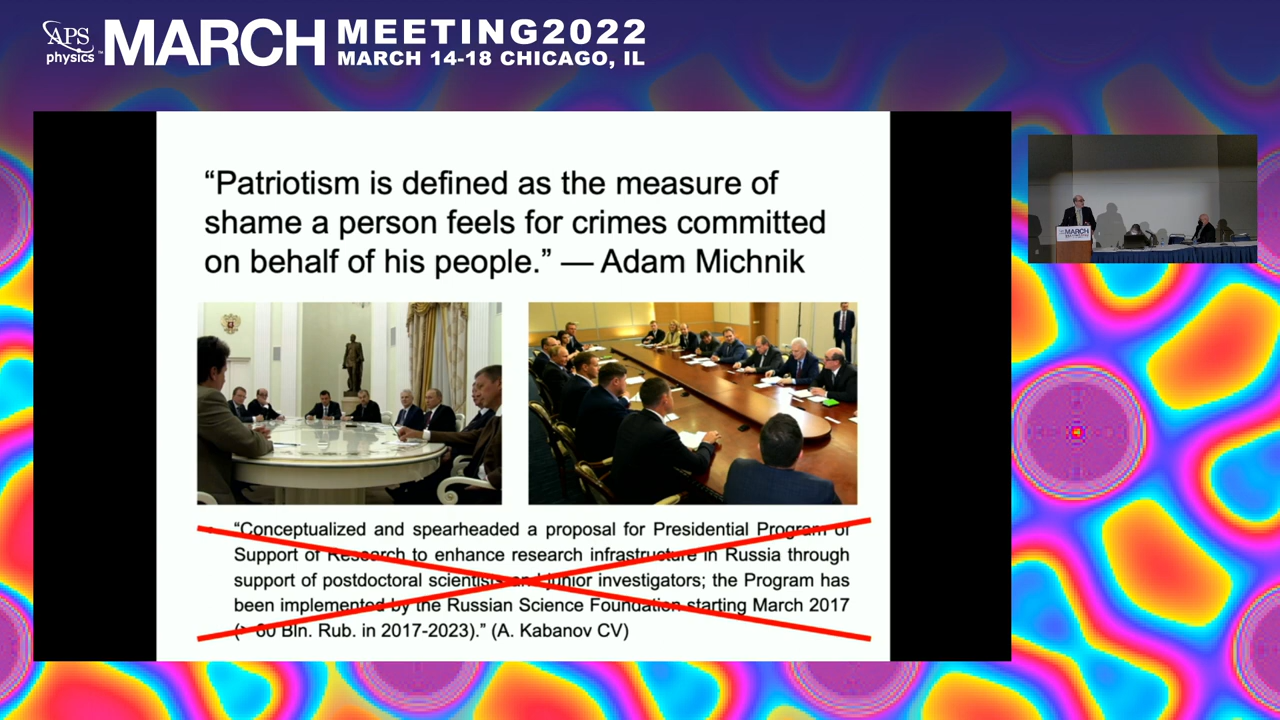 APS
physics
MARCH
MEETING2022
MARCH 14-18 CHICAGO, IL
“Patriotism is defined as the measure of
shame a person feels for crimes committed
on behalf of his people.” — Adam Michnik
“Conceptualized and spearheaded a proposal for Presidential Program of
Support of Research to enhance research infrastructure in Russia through
support of postdoctoral scientists and junior investigators; the Program has
been implemented by the Russian Science Foundation starting March 2017
(> 60 Bln. Rub. in 2017-2023).” (A. Kabanov CV)
MARCH